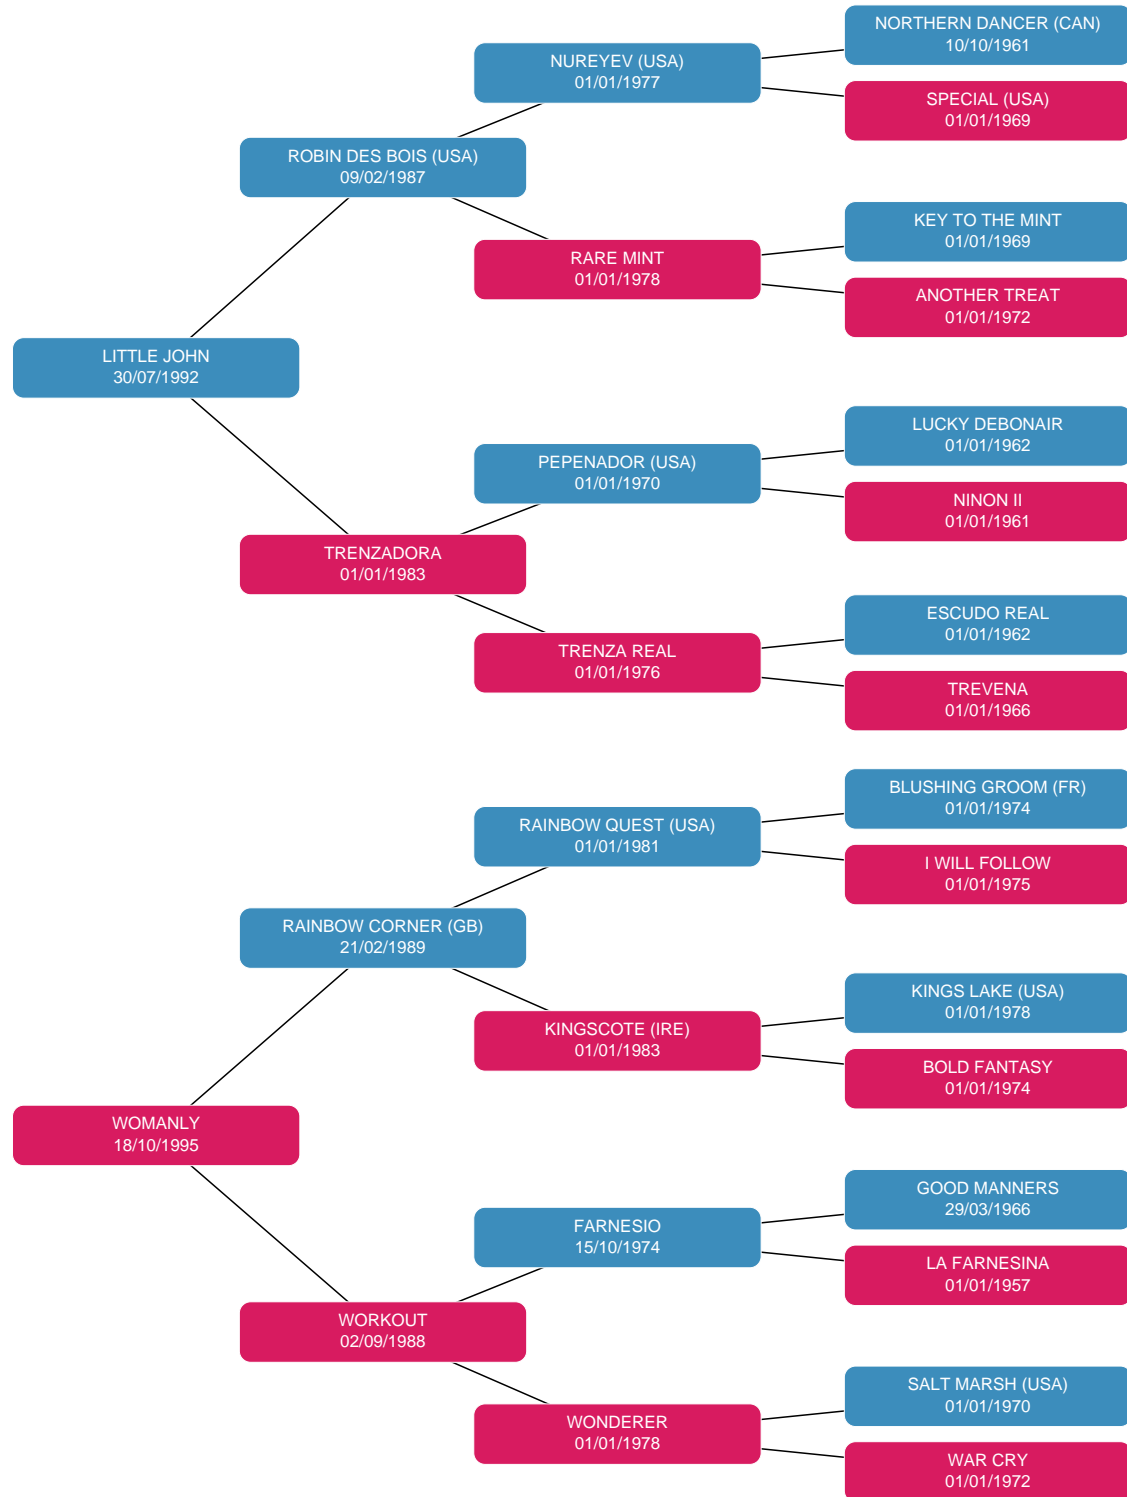 NORTHERN DANCER (CAN)
10/10/1961
NUREYEV (USA)
01/01/1977
SPECIAL (USA)
01/01/1969
ROBIN DES BOIS (USA)
09/02/1987
KEY TO THE MINT
01/01/1969
RARE MINT
01/01/1978
ANOTHER TREAT
01/01/1972
LITTLE JOHN
30/07/1992
LUCKY DEBONAIR
01/01/1962
PEPENADOR (USA)
01/01/1970
NINON II
01/01/1961
TRENZADORA
01/01/1983
ESCUDO REAL
01/01/1962
TRENZA REAL
01/01/1976
TREVENA
01/01/1966
BLUSHING GROOM (FR)
01/01/1974
RAINBOW QUEST (USA)
01/01/1981
I WILL FOLLOW
01/01/1975
RAINBOW CORNER (GB)
21/02/1989
KINGS LAKE (USA)
01/01/1978
KINGSCOTE (IRE)
01/01/1983
BOLD FANTASY
01/01/1974
WOMANLY
18/10/1995
GOOD MANNERS
29/03/1966
FARNESIO
15/10/1974
LA FARNESINA
01/01/1957
WORKOUT
02/09/1988
SALT MARSH (USA)
01/01/1970
WONDERER
01/01/1978
WAR CRY
01/01/1972